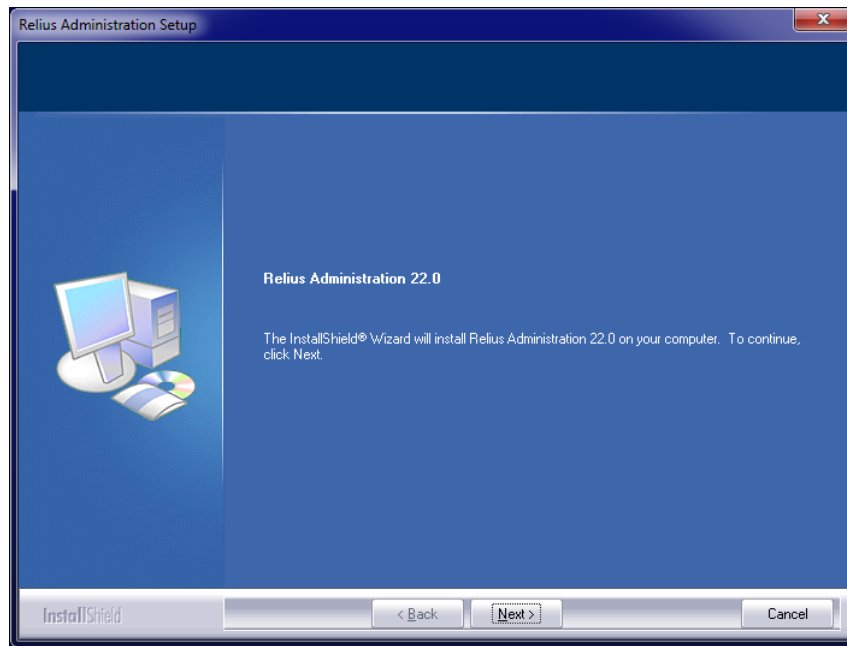 Relius Administration Setup
Relius Administration 22.0
The InstallShield® Wizard will install Relius Administration 22.0 on your computer.  To continue,
click Next.
InstallShield
< Back
Next >
Cancel